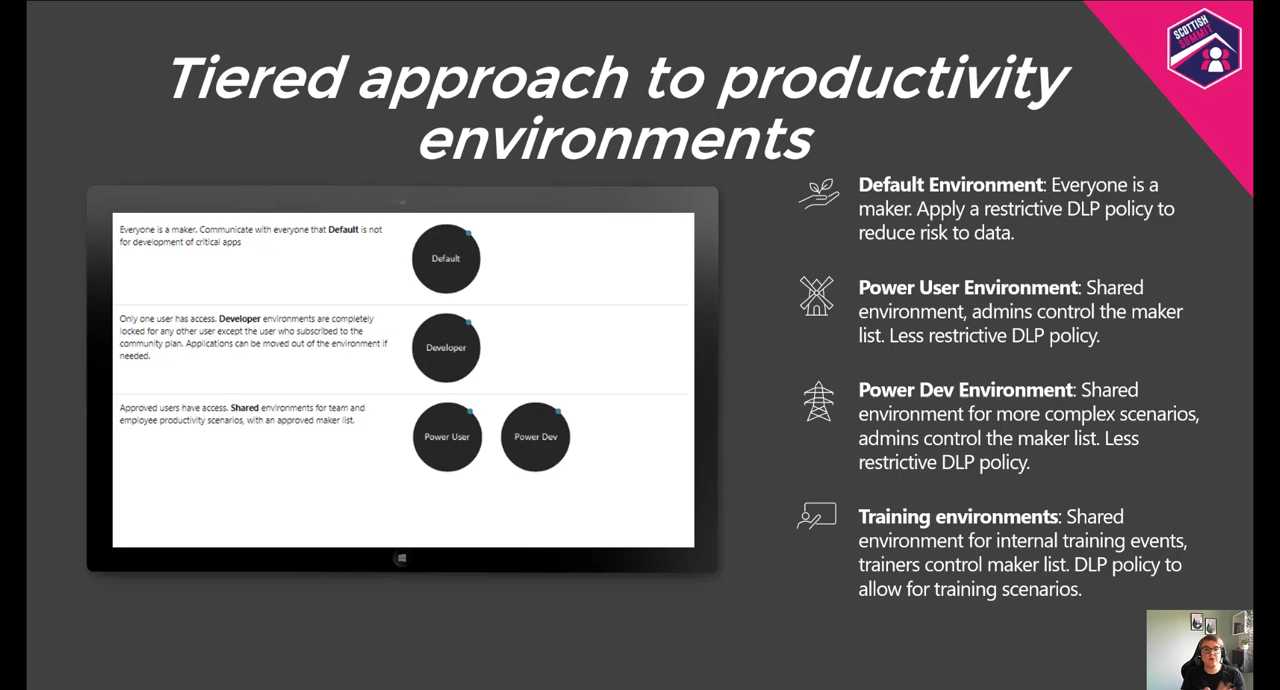 SCOTTISH
SUMMIT
Tiered approach to productivity
environments
Everyone is a maker. Communicate with everyone that Default is not
for development of critical apps
Default
Only one user has access. Developer environments are completely
locked for any other user except the user who subscribed to the
community plan. Applications can be moved out of the environment if
needed.
Developer
Approved users have access. Shared environments for team and
employee productivity scenarios, with an approved maker list.
Power User
Power Dev
Default Environment: Everyone is a
maker. Apply a restrictive DLP policy to
reduce risk to data.
Power User Environment: Shared
environment, admins control the maker
list. Less restrictive DLP policy.
Power Dev Environment: Shared
environment for more complex scenarios,
admins control the maker list. Less
restrictive DLP policy.
Training environments: Shared
environment for internal training events,
trainers control maker list. DLP policy to
allow for training scenarios.